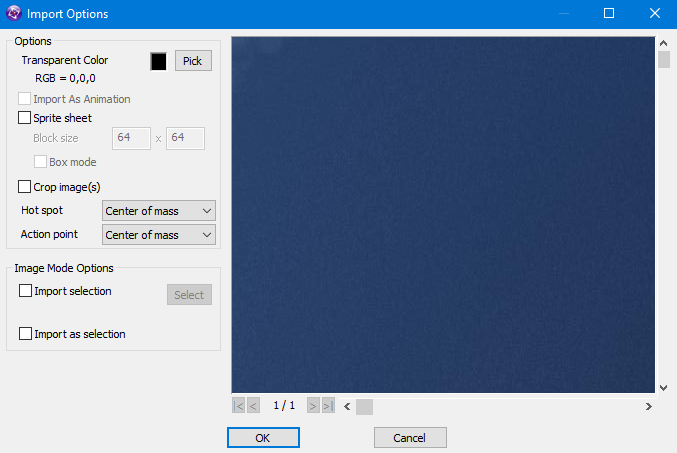 Import Options
Options
Transparent Color
Pick
RGB = 0,0,0
Import As Animation
Sprite sheet
Block size 64 x 64
Box mode
Crop image(s)
Hot spot Center of mass
Action point Center of mass
Image Mode Options
Import selection Select
Import as selection
|< < 1 / 1 > >|
OK Cancel